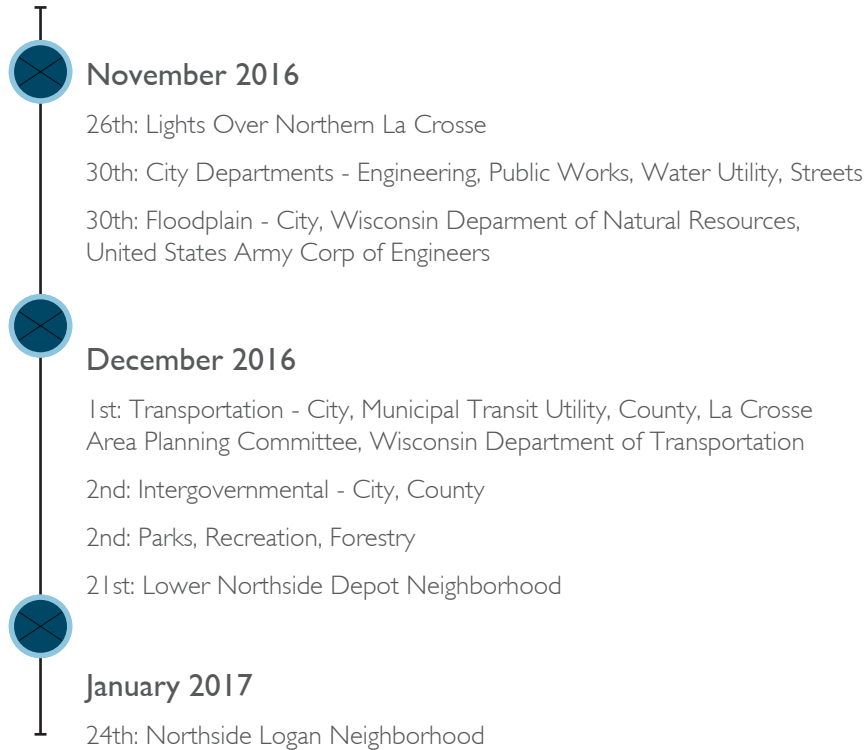 November 2016
26th: Lights Over Northern La Crosse
30th: City Departments - Engineering, Public Works, Water Utility, Streets
30th: Floodplain - City, Wisconsin Deparment of Natural Resources,
United States Army Corp of Engineers
December 2016
1st: Transportation - City, Municipal Transit Utility, County, La Crosse
Area Planning Committee, Wisconsin Department of Transportation
2nd: Intergovernmental - City, County
2nd: Parks, Recreation, Forestry
21st: Lower Northside Depot Neighborhood
January 2017
24th: Northside Logan Neighborhood